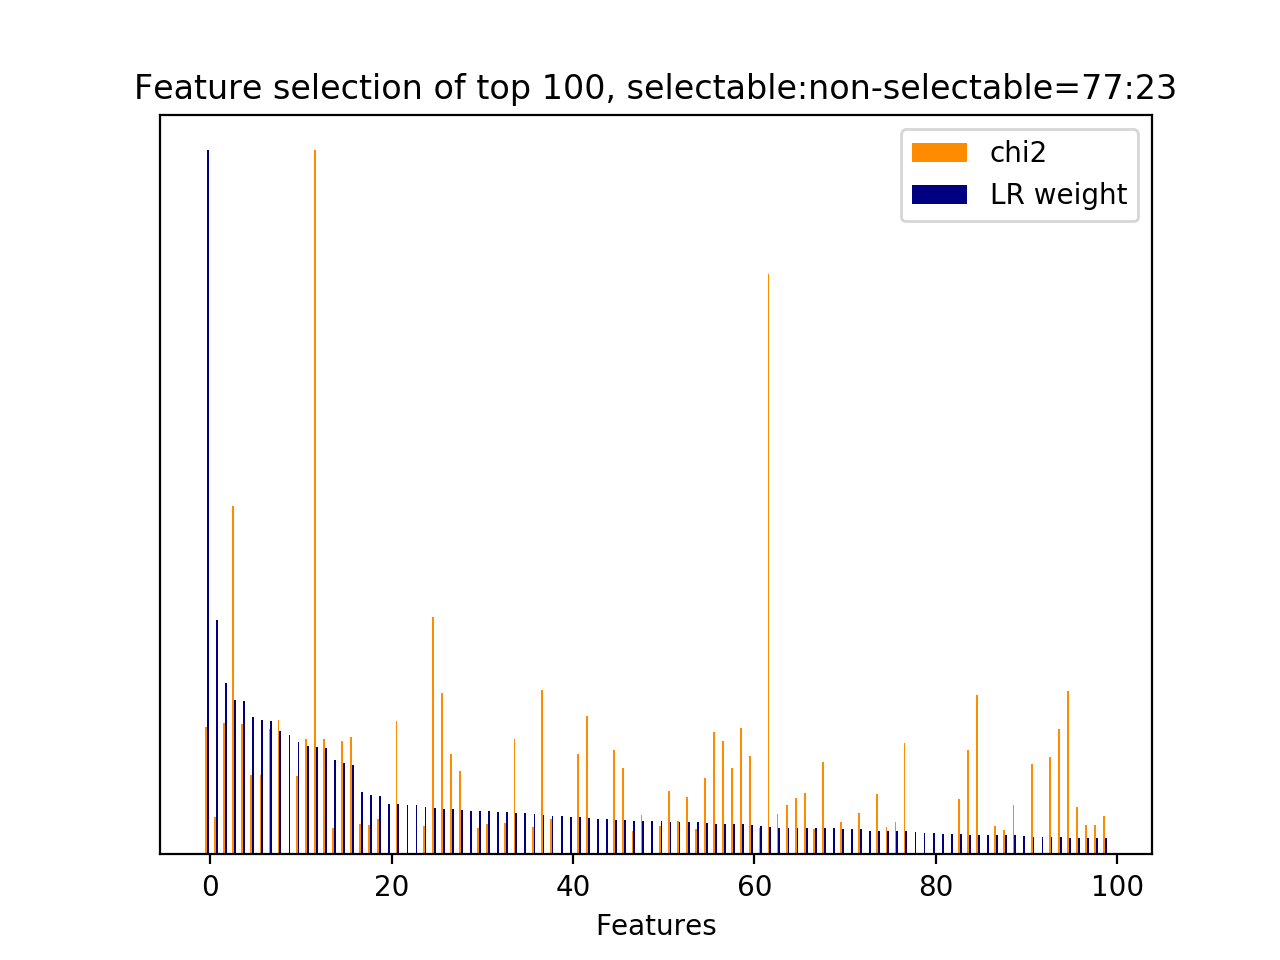 Feature selection of top 100, selectable:non-selectable=77:23
chi2
LR weight
0 20 40 60 80 100
Features